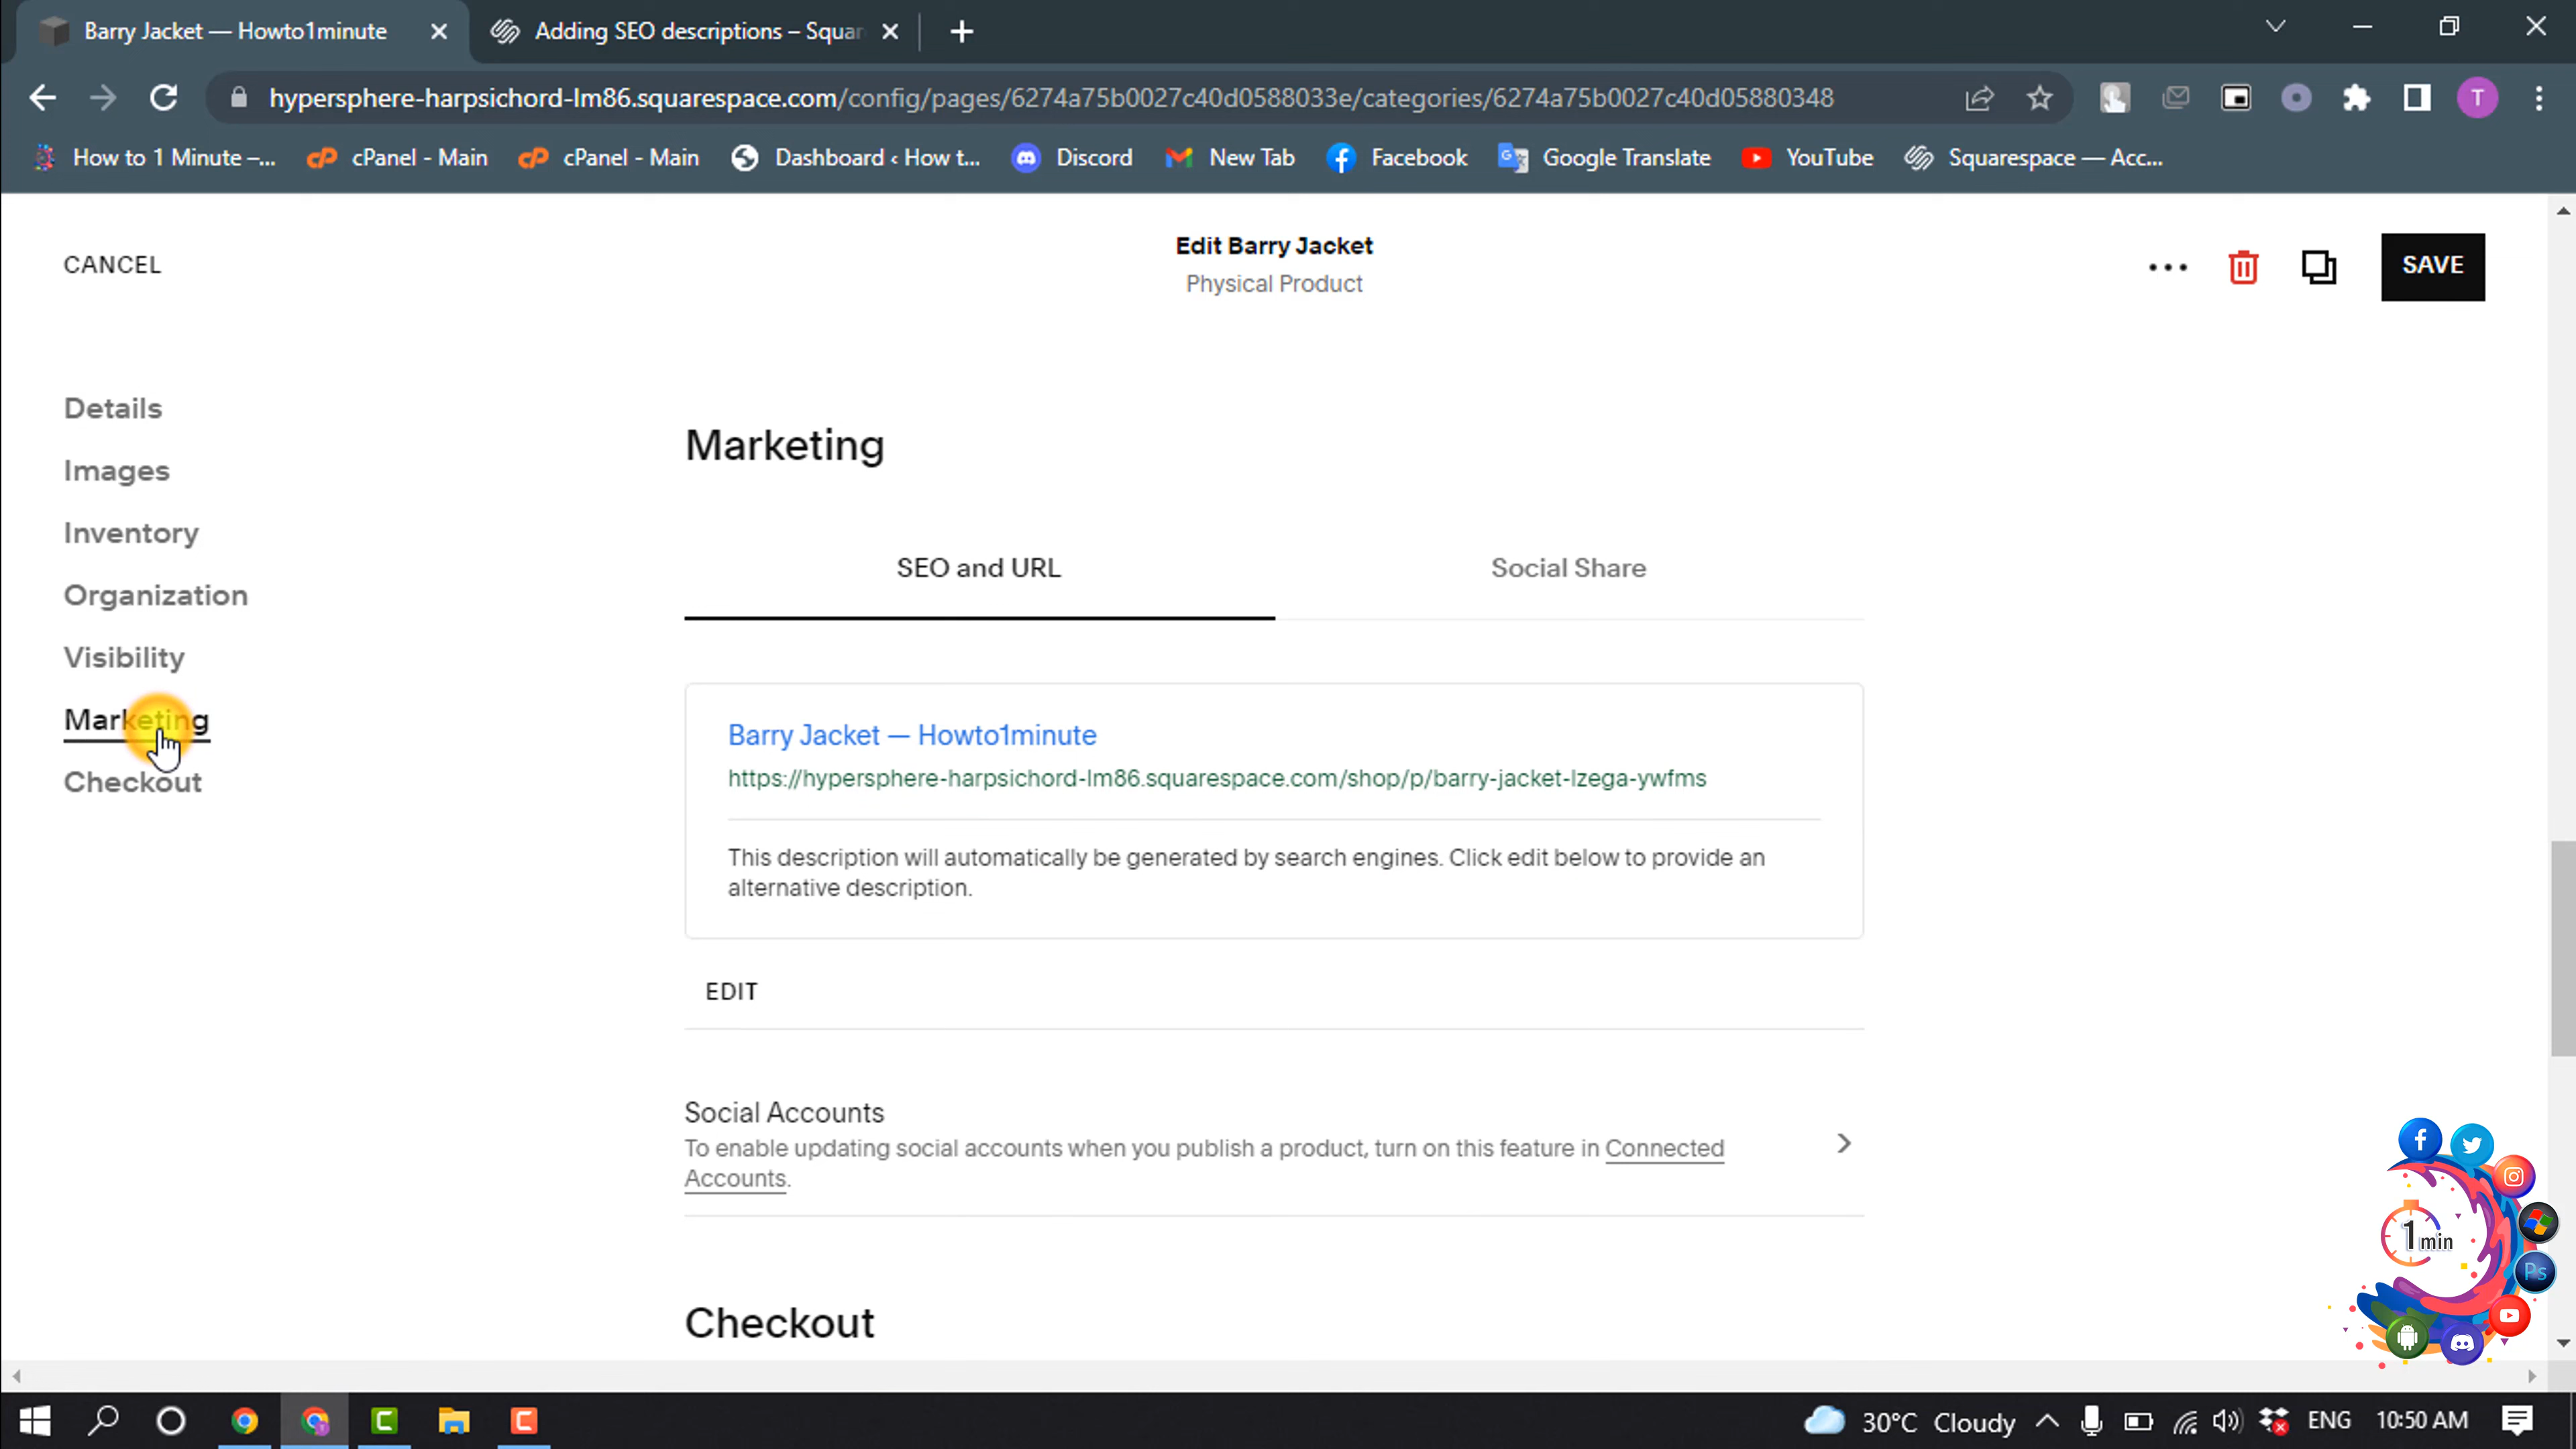 Barry Jacket — Howto1minute
Adding SEO descriptions – Squar
hypersphere-harpsichord-lm86.squarespace.com/config/pages/6274a75b0027c40d0588033e/categories/6274a75b0027c40d05880348
T
How to 1 Minute –...
cPanel - Main
cPanel - Main
Dashboard ‹ How t...
Discord
New Tab
Facebook
Google Translate
YouTube
Squarespace — Acc...
CANCEL
Edit Barry Jacket
Physical Product
SAVE
Details
Images
Inventory
Organization
Visibility
Marketing
Checkout
Marketing
SEO and URL
Social Share
Barry Jacket — Howto1minute
https://hypersphere-harpsichord-lm86.squarespace.com/shop/p/barry-jacket-lzega-ywfms
This description will automatically be generated by search engines. Click edit below to provide an
alternative description.
EDIT
Social Accounts
To enable updating social accounts when you publish a product, turn on this feature in Connected
Accounts.
Checkout
1 min
Ps
30°C Cloudy
ENG
10:50 AM